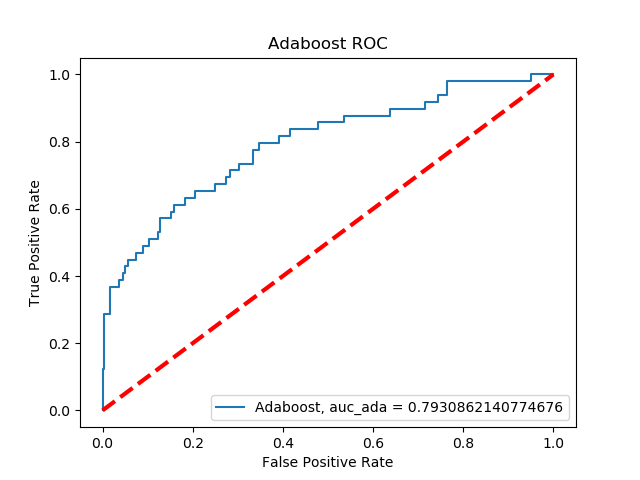 Adaboost ROC
True Positive Rate
1.0
0.8
0.6
0.4
0.2
0.0
Adaboost, auc_ada = 0.7930862140774676
0.0 0.2 0.4 0.6 0.8 1.0
False Positive Rate